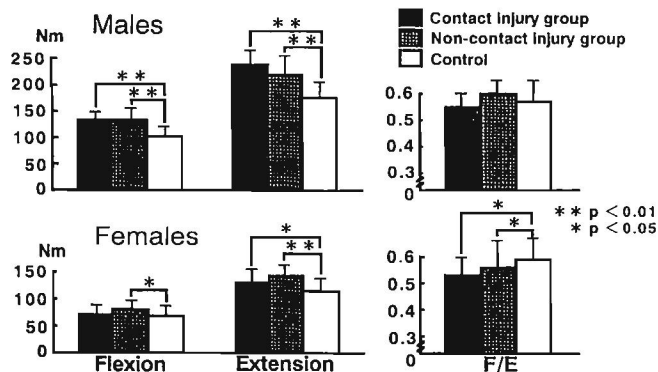 Nm
Males
Contact injury group
Non-contact injury group
Control
250
200
150
100
50
0
**
**
**
**
0.6
0.5
0.4
0.3
0
** p < 0.01
* p < 0.05
Nm
Females
150
100
50
0
*
*
**
0.6
0.5
0.4
0.3
0
*
*
Flexion
Extension
F/E